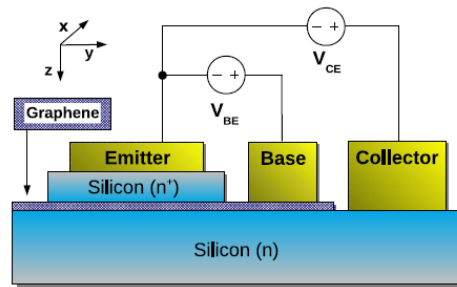 x
y
z
- +
V_CE
- +
V_BE
Graphene
Emitter
Base
Collector
Silicon (n⁺)
Silicon (n)